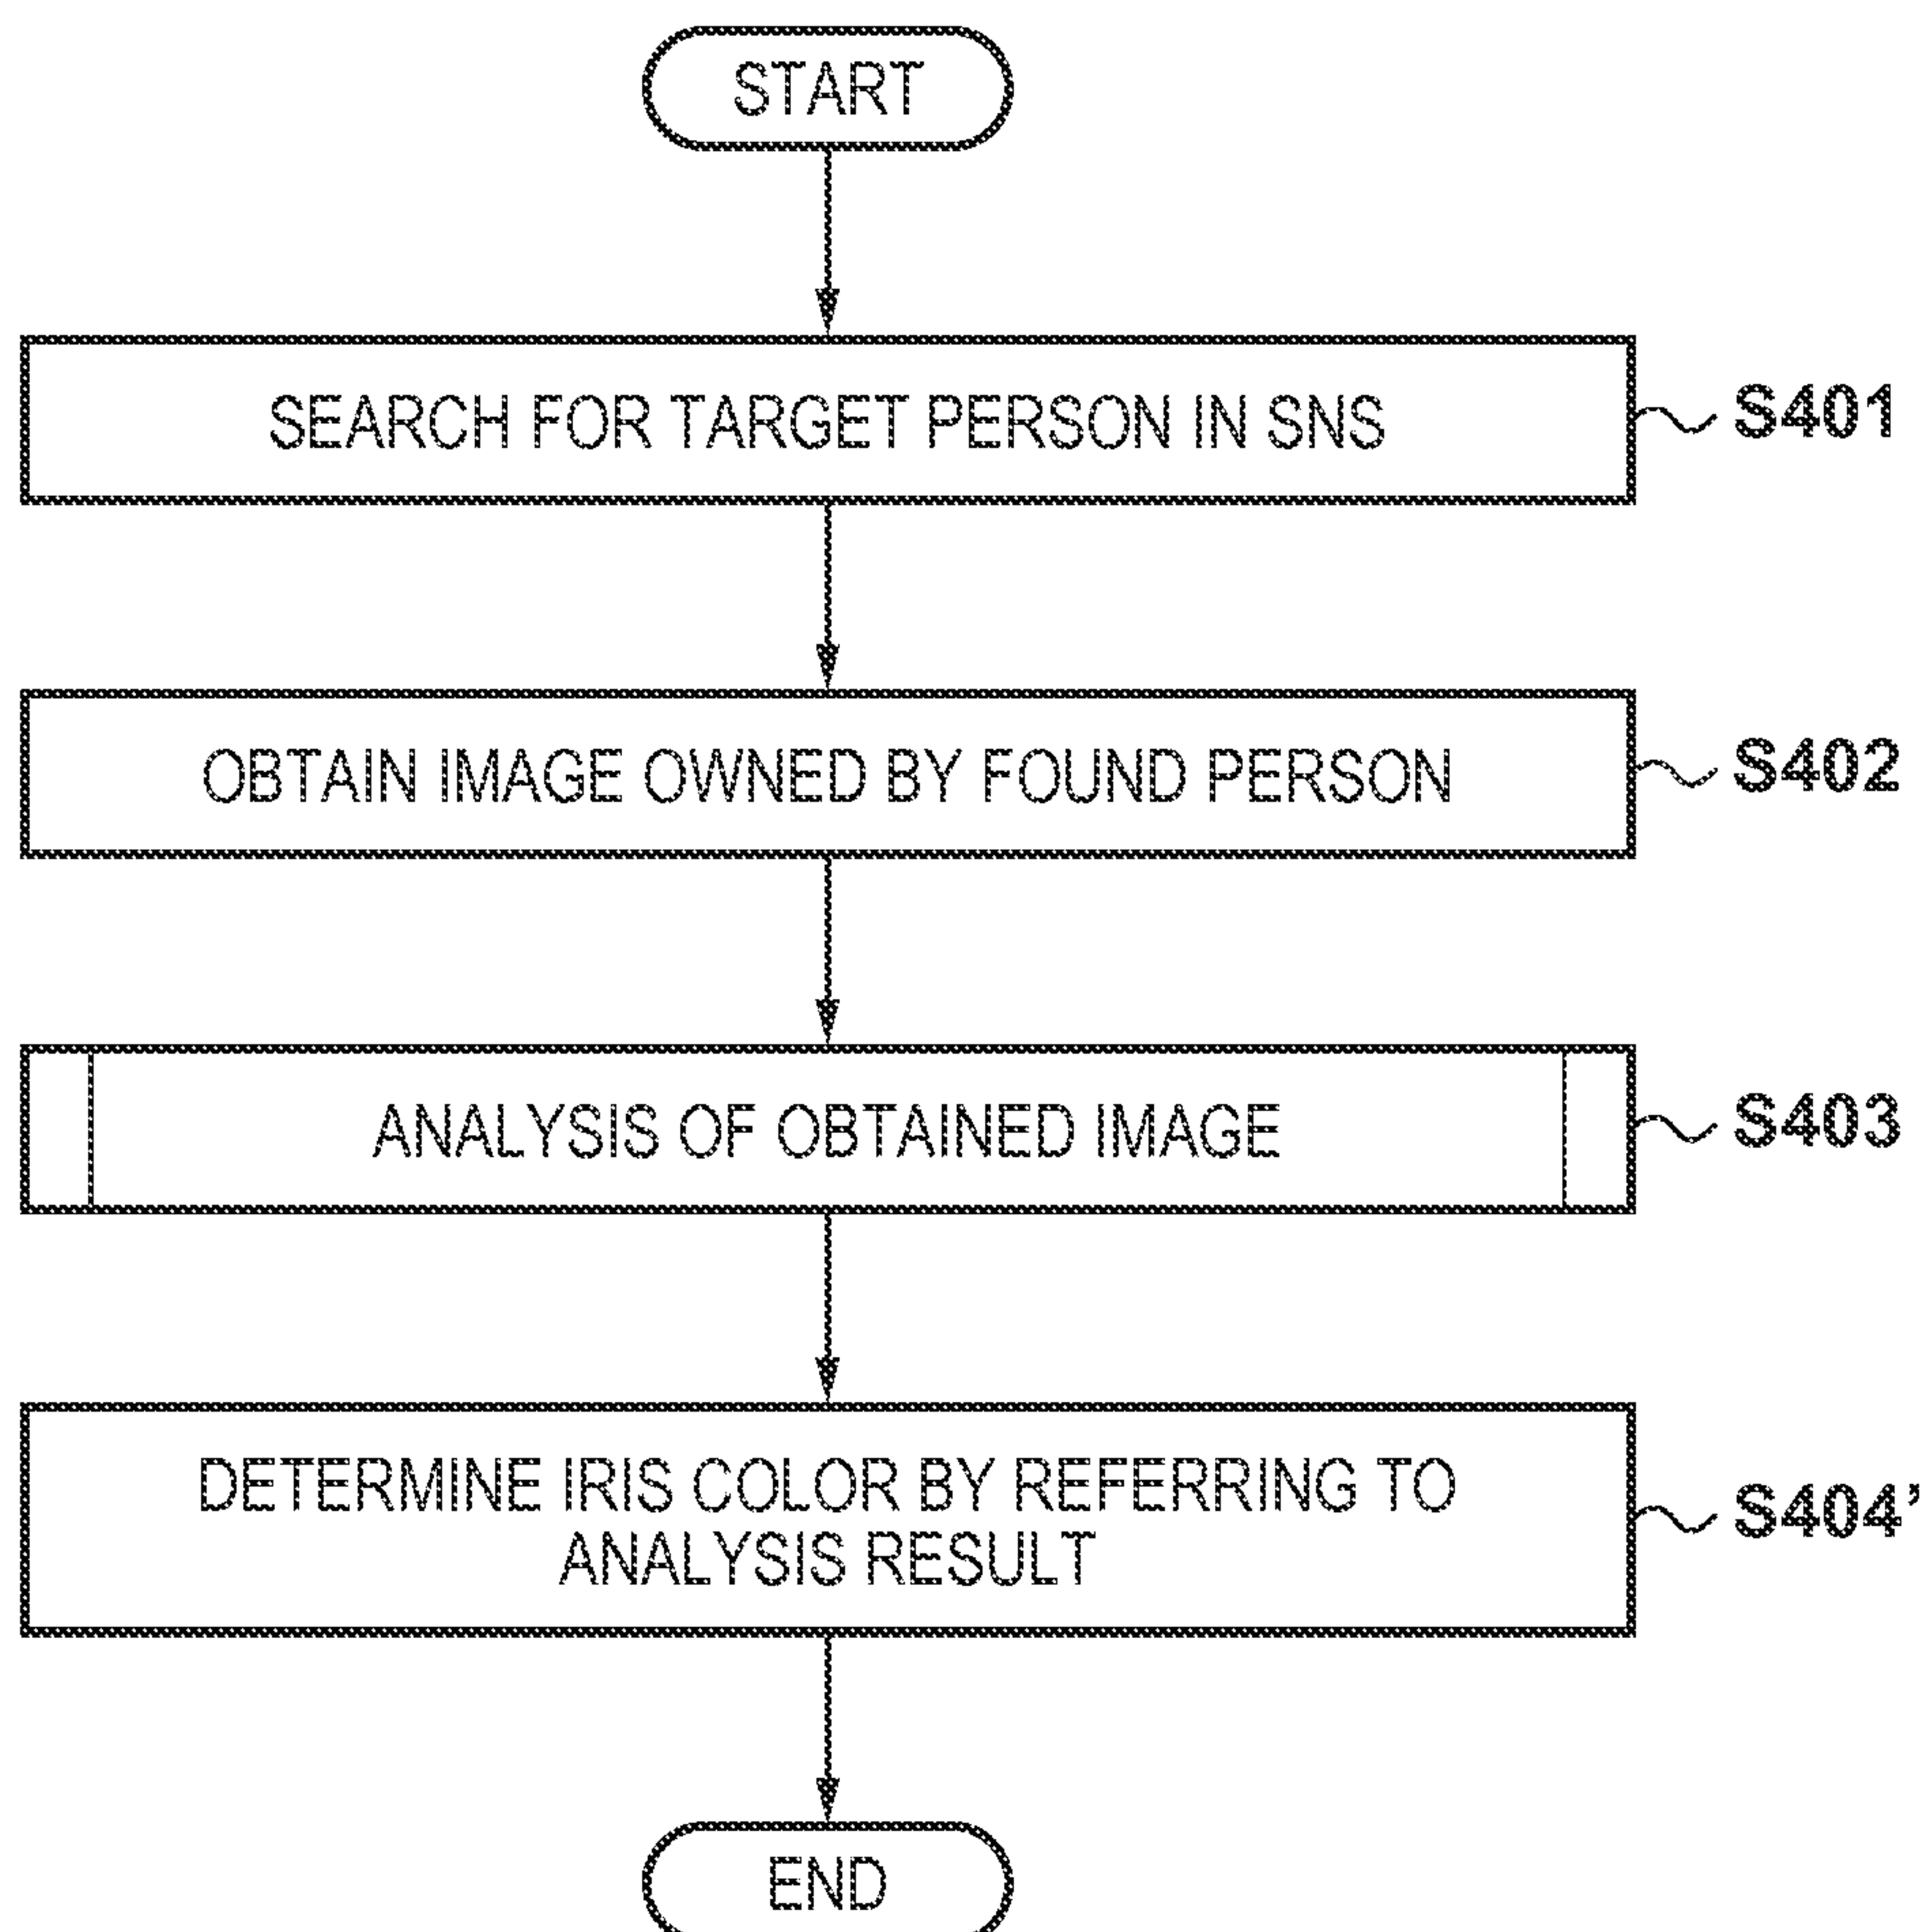 START
SEARCH FOR TARGET PERSON IN SNS
S401
OBTAIN IMAGE OWNED BY FOUND PERSON
S402
ANALYSIS OF OBTAINED IMAGE
S403
DETERMINE IRIS COLOR BY REFERRING TO
ANALYSIS RESULT
S404'
END